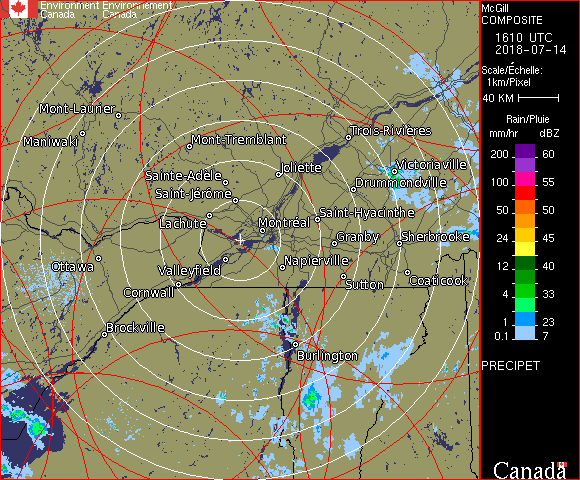 Environment Environnement
Canada Canada
Mont-Laurier
Maniwaki
Mont-Tremblant
Trois-Rivières
Sainte-Adèle
Joliette
Victoriaville
Saint-Jérôme
Drummondville
Lachute
Montréal
Saint-Hyacinthe
Granby
Sherbrooke
Ottawa
Valleyfield
Napierville
Cornwall
Sutton
Coaticook
Brockville
Burlington
McGill
COMPOSITE
1610 UTC
2018-07-14
Scale/Échelle:
1km/Pixel
40 KM
Rain/Pluie
mm/hr dBZ
200 60
100 55
50 50
24 45
12 40
4 33
1 23
0.1 7
PRECIPET
Canada